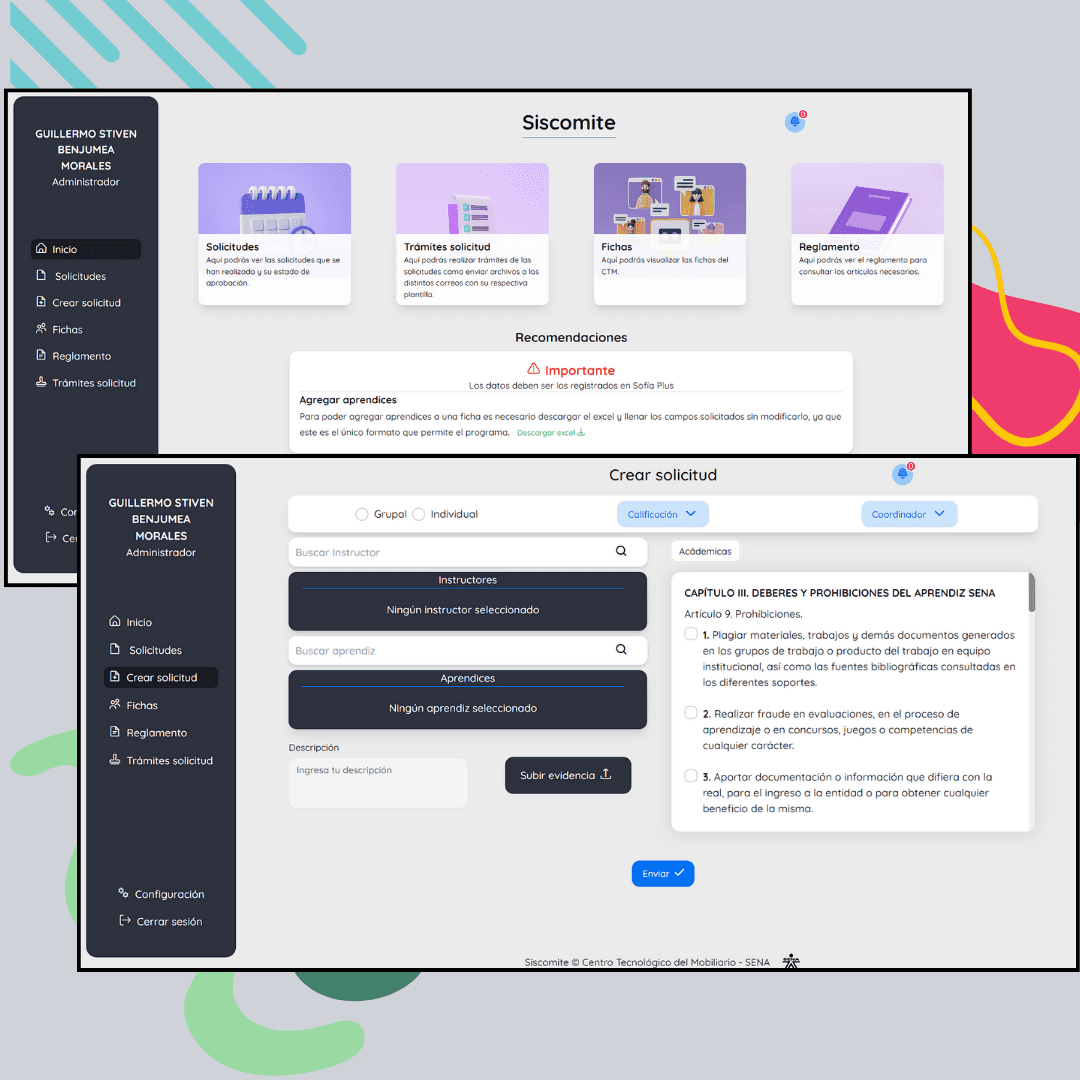 GUILLERMO STIVEN
BENJUMEA
MORALES
Administrador
Inicio
Solicitudes
Crear solicitud
Fichas
Reglamento
Trámites solicitud
Siscomite
0
Solicitudes
Aquí podrás ver las solicitudes que se
han realizado y su estado de
aprobación.
Trámites solicitud
Aquí podrás realizar trámites de las
solicitudes como enviar archivos a los
distintos correos con su respectiva
plantilla.
Fichas
Aquí podrás visualizar las fichas del
CTM.
Reglamento
Aquí podrás ver el reglamento para
consultar los artículos necesarios.
Recomendaciones
Importante
Los datos deben ser los registrados en Sofía Plus
Agregar aprendices
Para poder agregar aprendices a una ficha es necesario descargar el excel y llenar los campos solicitados sin modificarlo, ya que
este es el único formato que permite el programa. Descargar excel
GUILLERMO STIVEN
BENJUMEA
MORALES
Administrador
Inicio
Solicitudes
Crear solicitud
Fichas
Reglamento
Trámites solicitud
Configuración
Cerrar sesión
Crear solicitud
0
Grupal Individual
Calificación
Coordinador
Buscar Instructor
Instructores
Ningún instructor seleccionado
Buscar aprendiz
Aprendices
Ningún aprendiz seleccionado
Descripción
Ingresa tu descripción
Subir evidencia
Académicas
CAPÍTULO III. DEBERES Y PROHIBICIONES DEL APRENDIZ SENA
Artículo 9. Prohibiciones.
1. Plagiar materiales, trabajos y demás documentos generados
en los grupos de trabajo o producto del trabajo en equipo
institucional, así como las fuentes bibliográficas consultadas en
los diferentes soportes.
2. Realizar fraude en evaluaciones, en el proceso de
aprendizaje o en concursos, juegos o competencias de
cualquier carácter.
3. Aportar documentación o información que difiera con la
real, para el ingreso a la entidad o para obtener cualquier
beneficio de la misma.
Enviar
Siscomite © Centro Tecnológico del Mobiliario - SENA